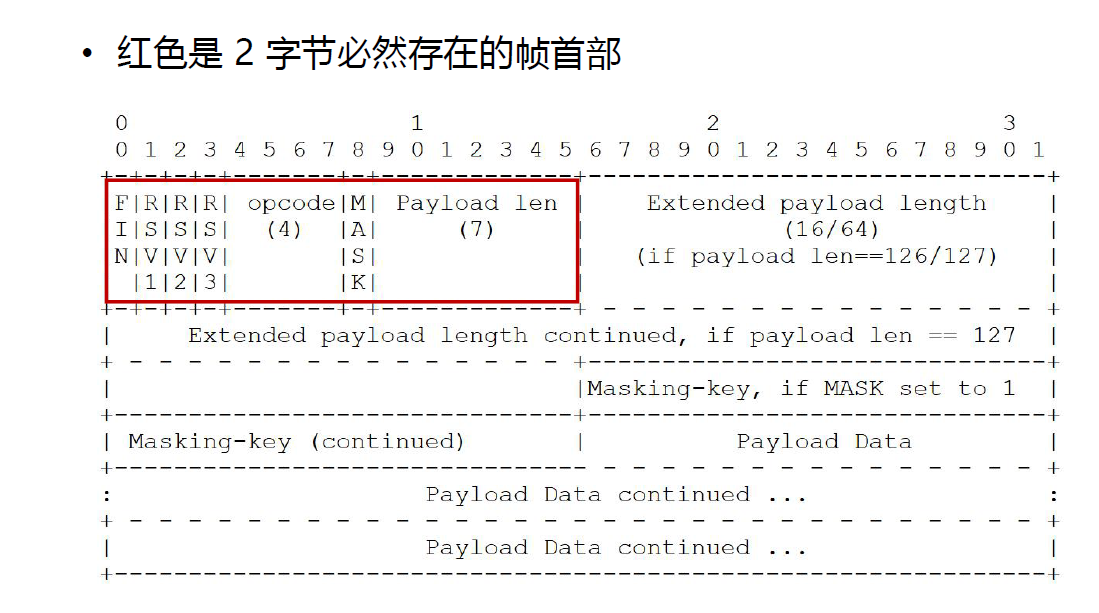 • 红色是 2 字节必然存在的帧首部
 0                   1                   2                   3
 0 1 2 3 4 5 6 7 8 9 0 1 2 3 4 5 6 7 8 9 0 1 2 3 4 5 6 7 8 9 0 1
+-+-+-+-+-------+-+-------------+-------------------------------+
|F|R|R|R| opcode|M| Payload len |    Extended payload length    |
|I|S|S|S|  (4)  |A|     (7)     |             (16/64)           |
|N|V|V|V|       |S|             |   (if payload len==126/127)   |
| |1|2|3|       |K|             |                               |
+-+-+-+-+-------+-+-------------+ - - - - - - - - - - - - - - - +
|     Extended payload length continued, if payload len == 127  |
+ - - - - - - - - - - - - - - - +-------------------------------+
|                               |Masking-key, if MASK set to 1  |
+-------------------------------+-------------------------------+
| Masking-key (continued)       |          Payload Data         |
+-------------------------------- - - - - - - - - - - - - - - - +
:                     Payload Data continued ...                :
+ - - - - - - - - - - - - - - - - - - - - - - - - - - - - - - - +
|                     Payload Data continued ...                |
+---------------------------------------------------------------+